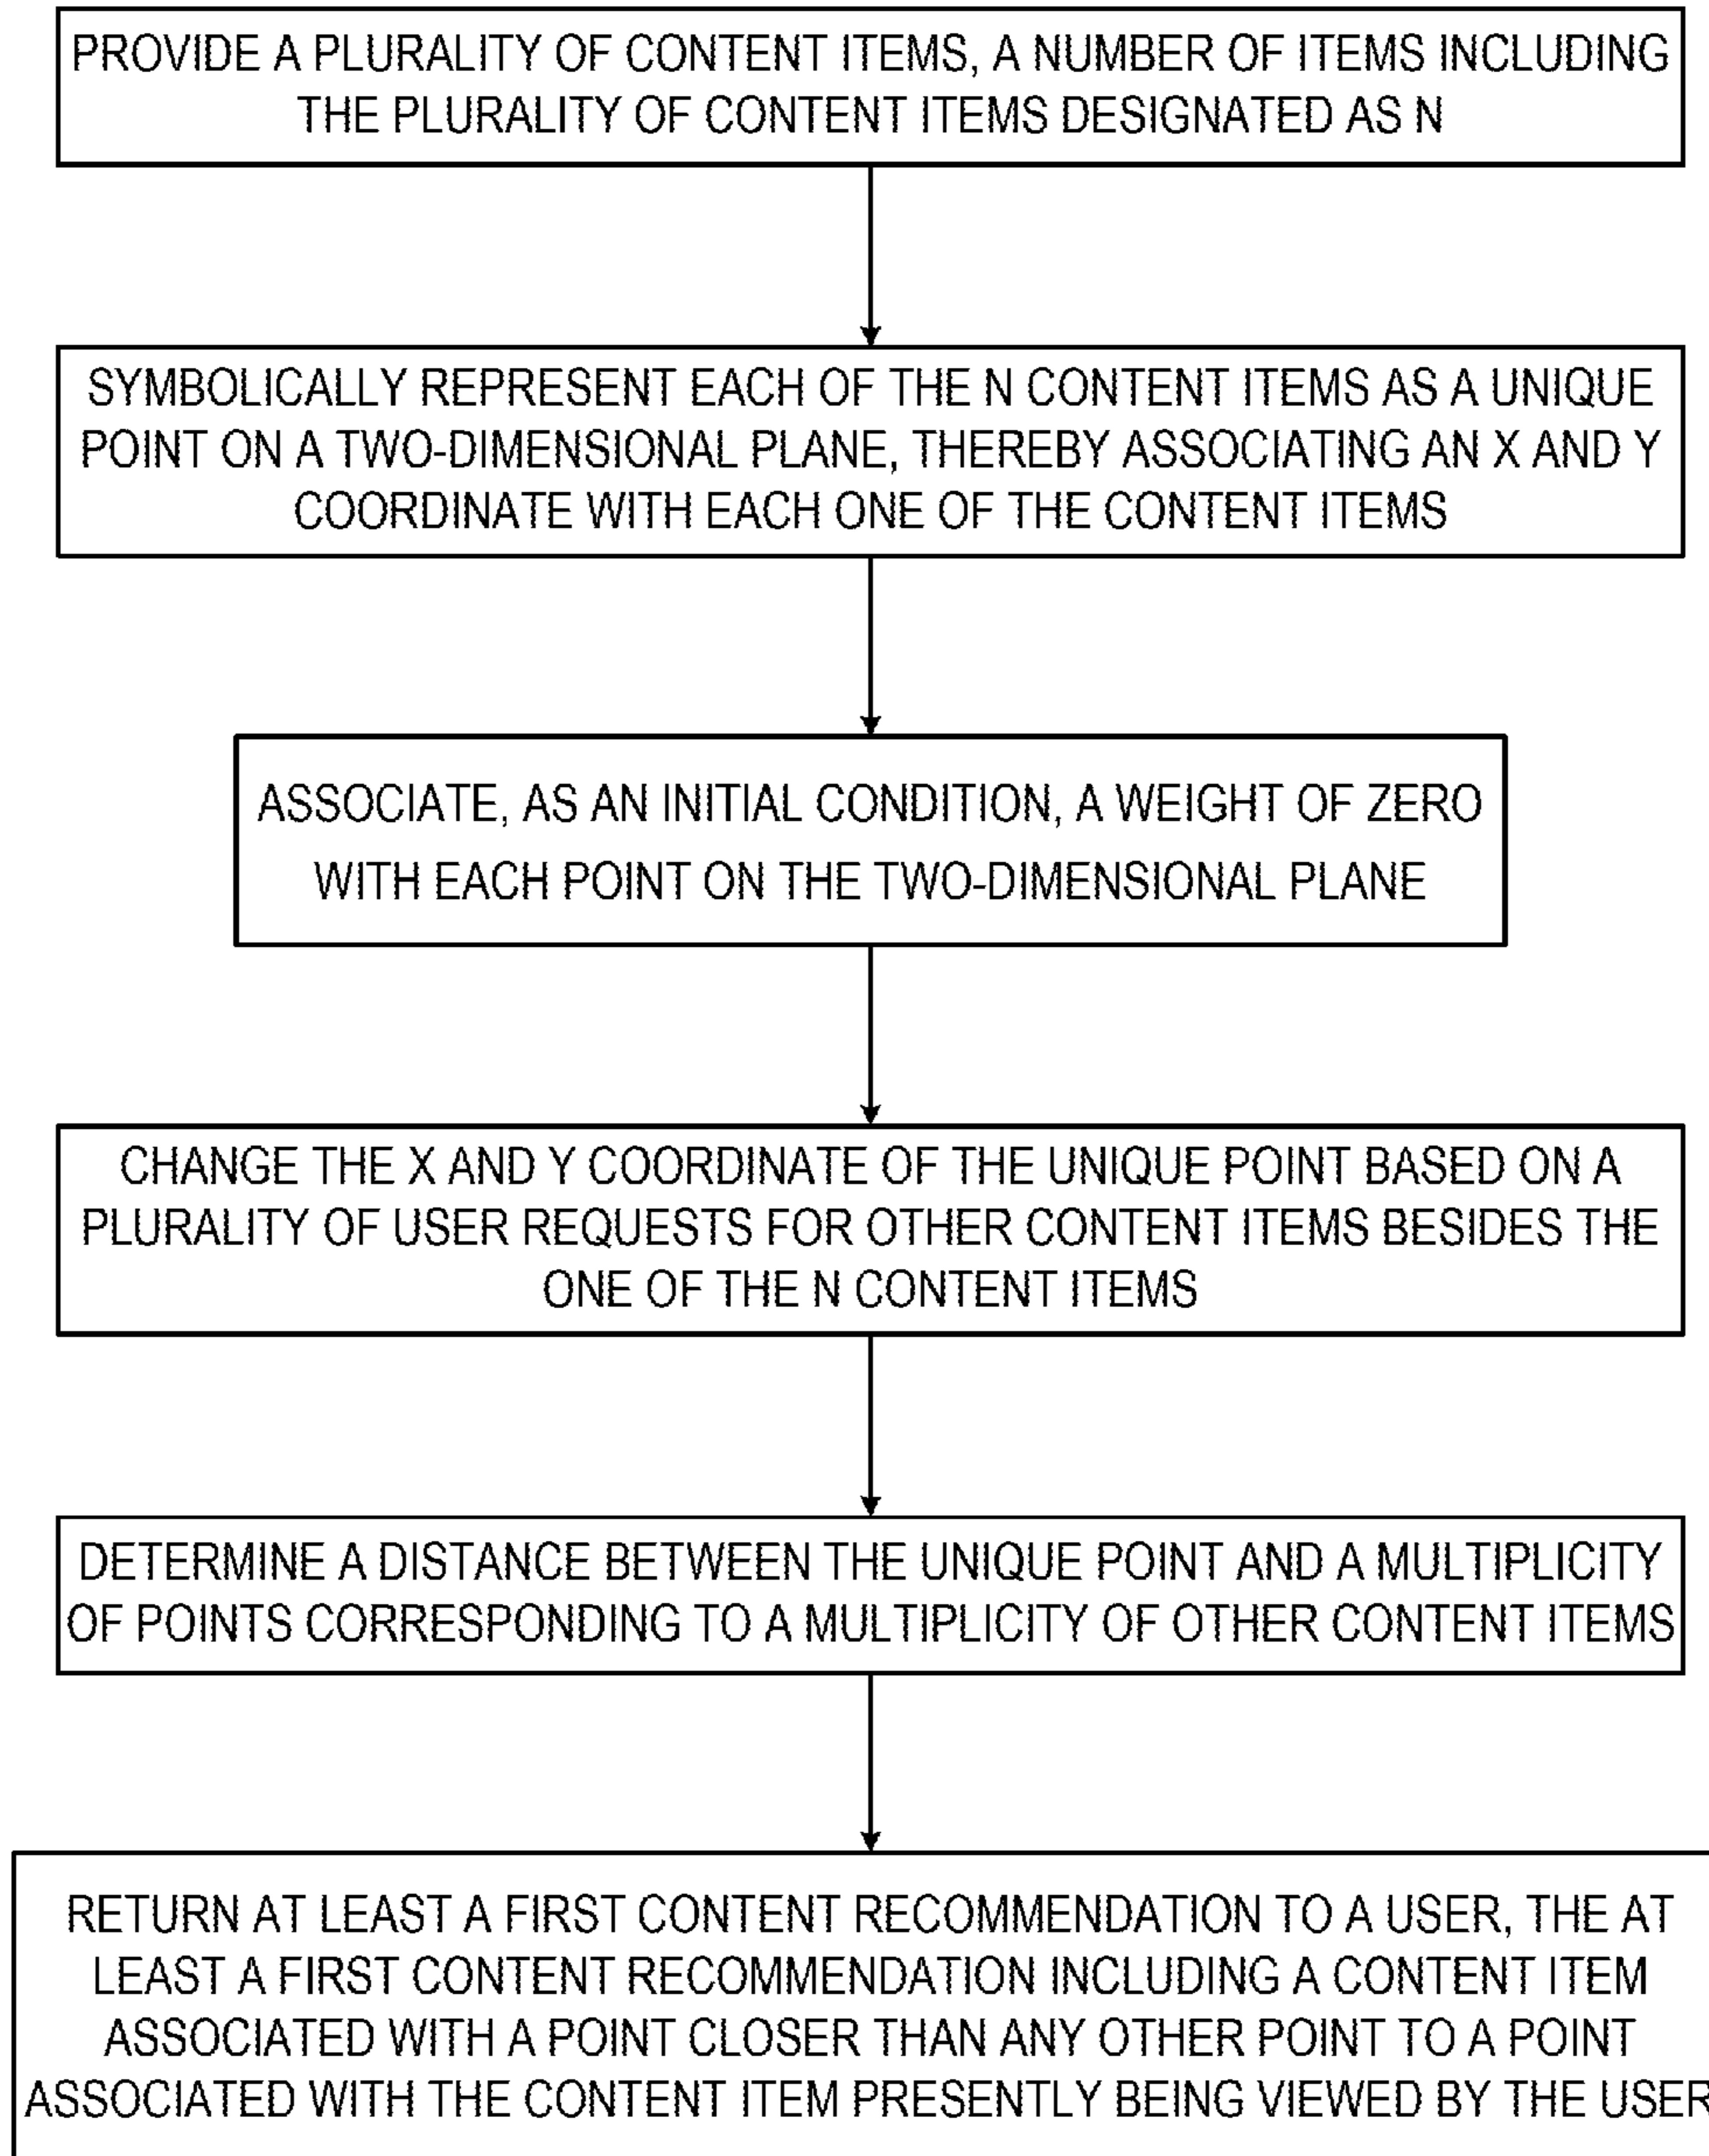 PROVIDE A PLURALITY OF CONTENT ITEMS, A NUMBER OF ITEMS INCLUDING
THE PLURALITY OF CONTENT ITEMS DESIGNATED AS N
SYMBOLICALLY REPRESENT EACH OF THE N CONTENT ITEMS AS A UNIQUE
POINT ON A TWO-DIMENSIONAL PLANE, THEREBY ASSOCIATING AN X AND Y
COORDINATE WITH EACH ONE OF THE CONTENT ITEMS
ASSOCIATE, AS AN INITIAL CONDITION, A WEIGHT OF ZERO
WITH EACH POINT ON THE TWO-DIMENSIONAL PLANE
CHANGE THE X AND Y COORDINATE OF THE UNIQUE POINT BASED ON A
PLURALITY OF USER REQUESTS FOR OTHER CONTENT ITEMS BESIDES THE
ONE OF THE N CONTENT ITEMS
DETERMINE A DISTANCE BETWEEN THE UNIQUE POINT AND A MULTIPLICITY
OF POINTS CORRESPONDING TO A MULTIPLICITY OF OTHER CONTENT ITEMS
RETURN AT LEAST A FIRST CONTENT RECOMMENDATION TO A USER, THE AT
LEAST A FIRST CONTENT RECOMMENDATION INCLUDING A CONTENT ITEM
ASSOCIATED WITH A POINT CLOSER THAN ANY OTHER POINT TO A POINT
ASSOCIATED WITH THE CONTENT ITEM PRESENTLY BEING VIEWED BY THE USER